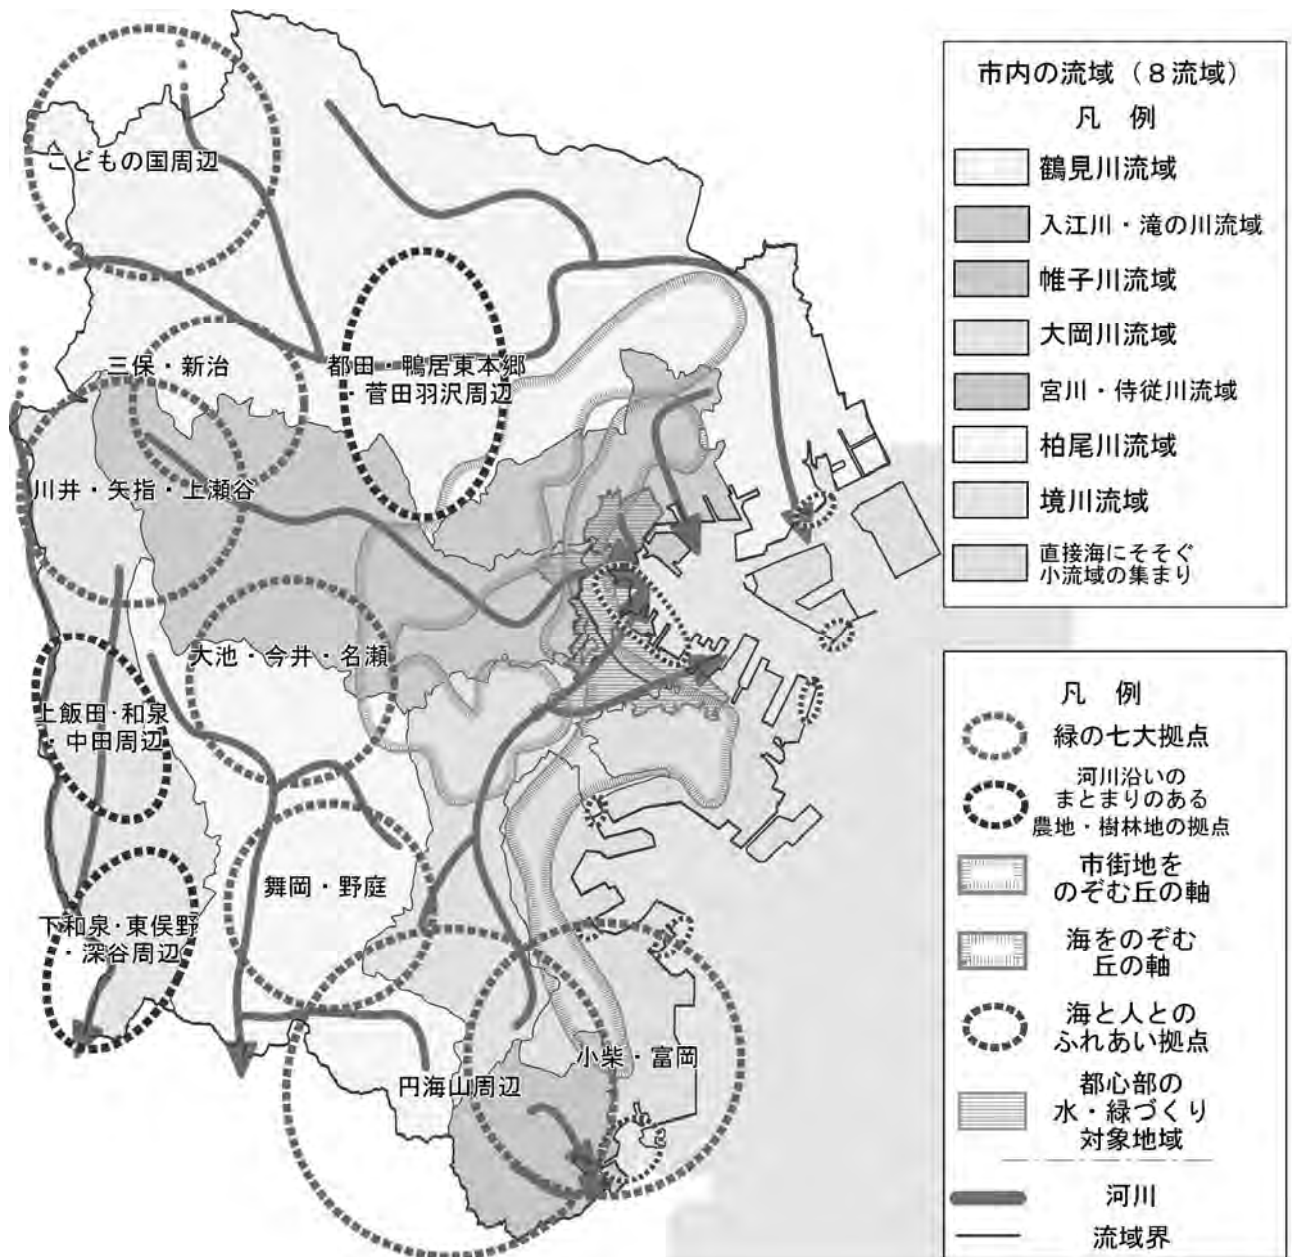 こどもの国周辺
三保・新治
都田・鴨居東本郷
・菅田羽沢周辺
川井・矢指・上瀬谷
大池・今井・名瀬
上飯田・和泉
・中田周辺
舞岡・野庭
下和泉・東俣野
・深谷周辺
小柴・富岡
円海山周辺
市内の流域（８流域）
凡 例
鶴見川流域
入江川・滝の川流域
帷子川流域
大岡川流域
宮川・侍従川流域
柏尾川流域
境川流域
直接海にそそぐ
小流域の集まり
凡 例
緑の七大拠点
河川沿いの
まとまりのある
農地・樹林地の拠点
市街地を
のぞむ丘の軸
海をのぞむ
丘の軸
海と人との
ふれあい拠点
都心部の
水・緑づくり
対象地域
河川
流域界